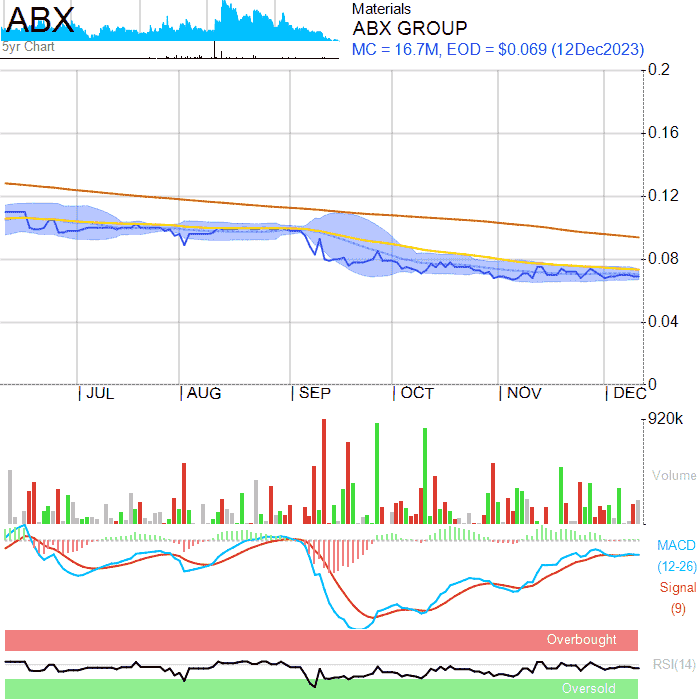 ABX
5yr Chart
Materials
ABX GROUP
MC = 16.7M, EOD = $0.069 (12Dec2023)
0.2
0.16
0.12
0.08
0.04
0
JUL AUG SEP OCT NOV DEC
920k
Volume
MACD
(12-26)
Signal
(9)
Overbought
RSI(14)
Oversold